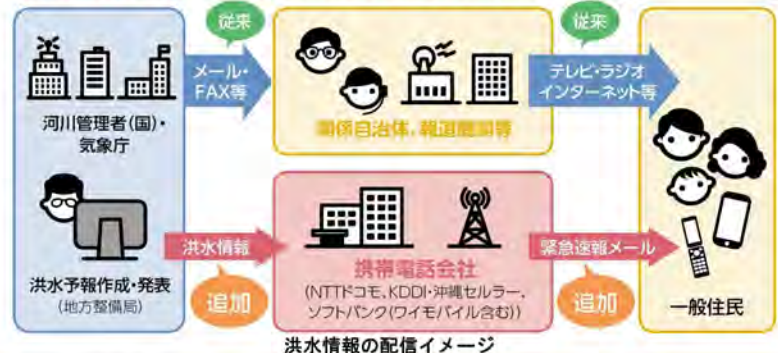 従来
従来
メール・
FAX等
テレビ・ラジオ
インターネット等
河川管理者(国)・
気象庁
関係自治体、報道機関等
洪水情報
緊急速報メール
携帯電話会社
洪水予報作成・発表
(地方整備局)
追加
(NTTドコモ、KDDI・沖縄セルラー、
ソフトバンク(ワイモバイル含む))
追加
一般住民
洪水情報の配信イメージ